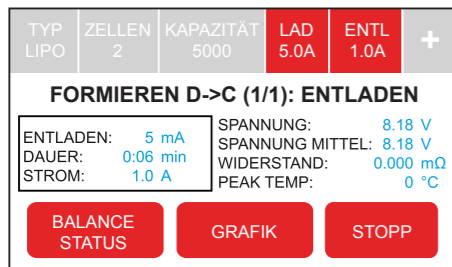 TYP ZELLEN KAPAZITÄT LAD ENTL +
LIPO 2 5000 5.0A 1.0A
FORMIEREN D->C (1/1): ENTLADEN
ENTLADEN: 5 mA
DAUER: 0:06 min
STROM: 1.0 A
SPANNUNG: 8.18 V
SPANNUNG MITTEL: 8.18 V
WIDERSTAND: 0.000 mΩ
PEAK TEMP: 0 °C
BALANCE
STATUS
GRAFIK
STOPP